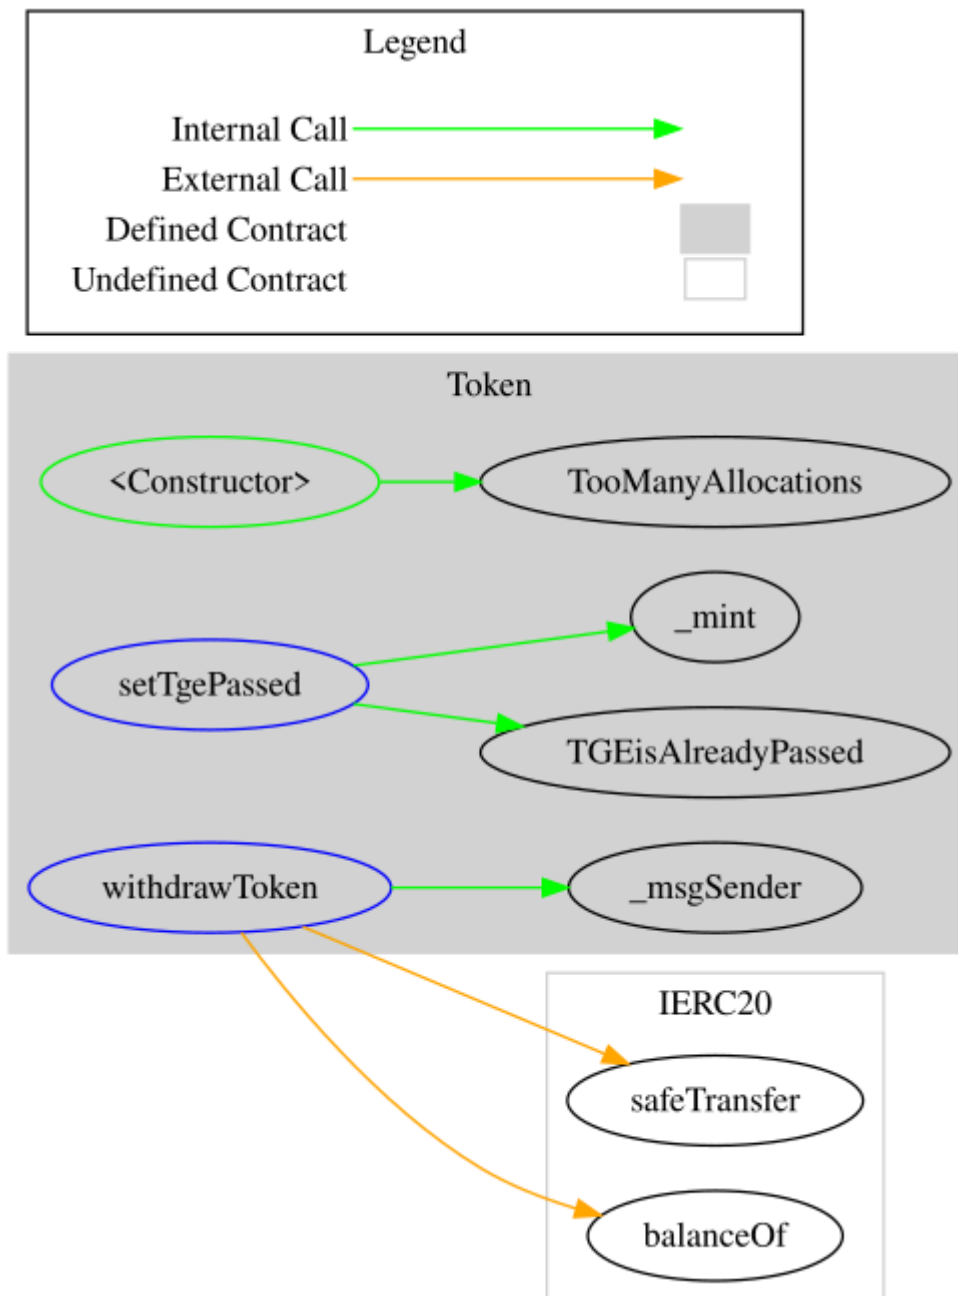 Legend
Internal Call
External Call
Defined Contract
Undefined Contract
Token
<Constructor>
TooManyAllocations
_mint
setTgePassed
TGEisAlreadyPassed
withdrawToken
_msgSender
IERC20
safeTransfer
balanceOf